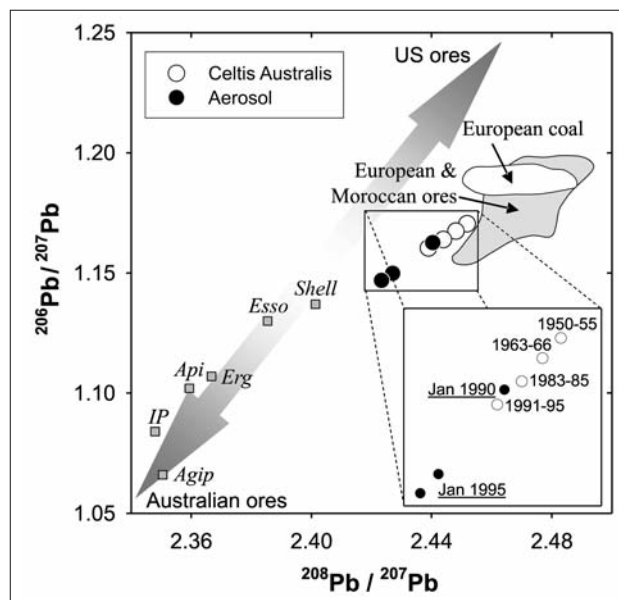 1.25
1.20
1.15
1.10
1.05
²⁰⁶Pb/²⁰⁷Pb
Celtis Australis
Aerosol
US ores
European coal
European &
Moroccan ores
Shell
Esso
Api
Erg
IP
Agip
Australian ores
1950-55
1963-66
1983-85
Jan 1990
1991-95
Jan 1995
2.36
2.40
2.44
2.48
²⁰⁸Pb / ²⁰⁷Pb